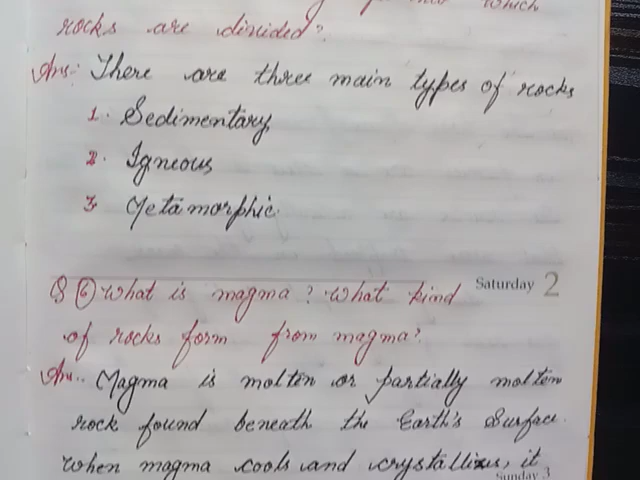 which
rocks are divided?
Ans: There are three main types of rocks
1. Sedimentary
2. Igneous
3. Metamorphic.
Saturday 2
Q 6 What is magma? What kind
of rocks form from magma?
Ans. Magma is molten or partially molten
rock found beneath the Earth's Surface.
When magma cools and crystallizes, it
Sunday 3